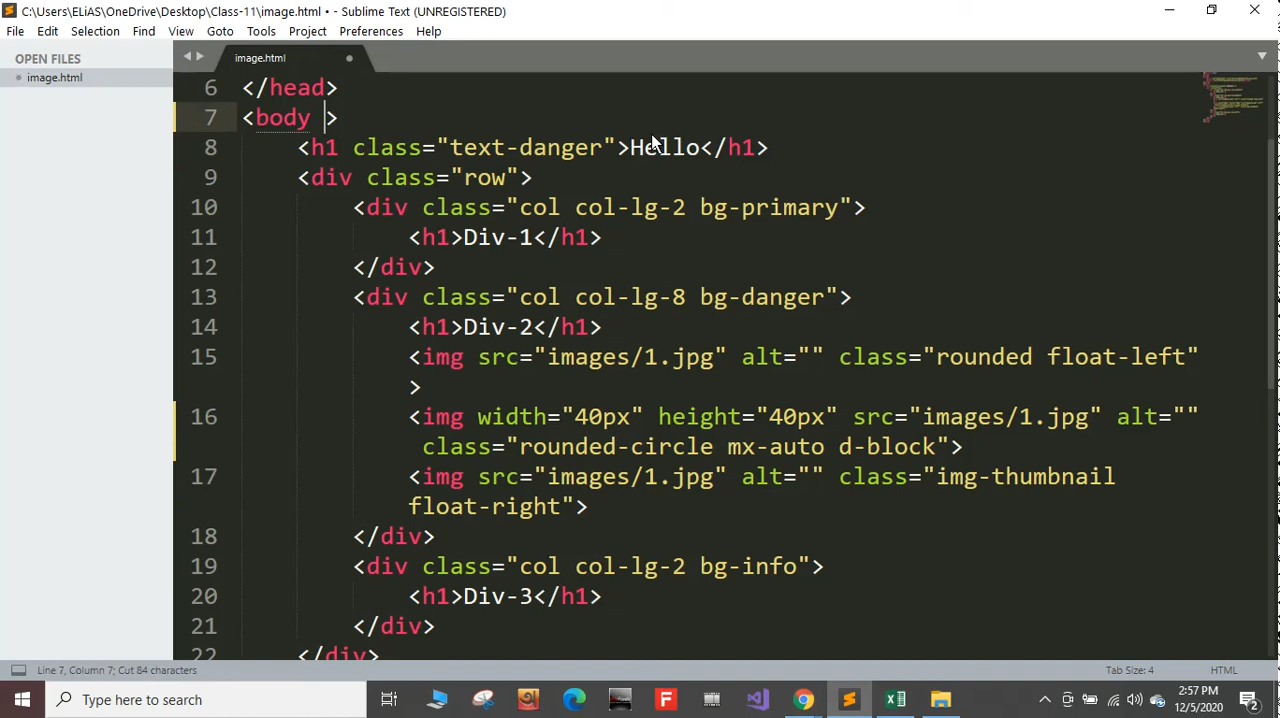 C:\Users\ELiAS\OneDrive\Desktop\Class-11\image.html • - Sublime Text (UNREGISTERED)
File Edit Selection Find View Goto Tools Project Preferences Help
OPEN FILES
image.html
image.html
6 </head>
7 <body >
8 <h1 class="text-danger">Hello</h1>
9 <div class="row">
10 <div class="col col-lg-2 bg-primary">
11 <h1>Div-1</h1>
12 </div>
13 <div class="col col-lg-8 bg-danger">
14 <h1>Div-2</h1>
15 <img src="images/1.jpg" alt="" class="rounded float-left"
>
16 <img width="40px" height="40px" src="images/1.jpg" alt=""
class="rounded-circle mx-auto d-block">
17 <img src="images/1.jpg" alt="" class="img-thumbnail
float-right">
18 </div>
19 <div class="col col-lg-2 bg-info">
20 <h1>Div-3</h1>
21 </div>
22 </div>
Line 7, Column 7; Cut 84 characters
Tab Size: 4
HTML
Type here to search
2:57 PM
12/5/2020
2